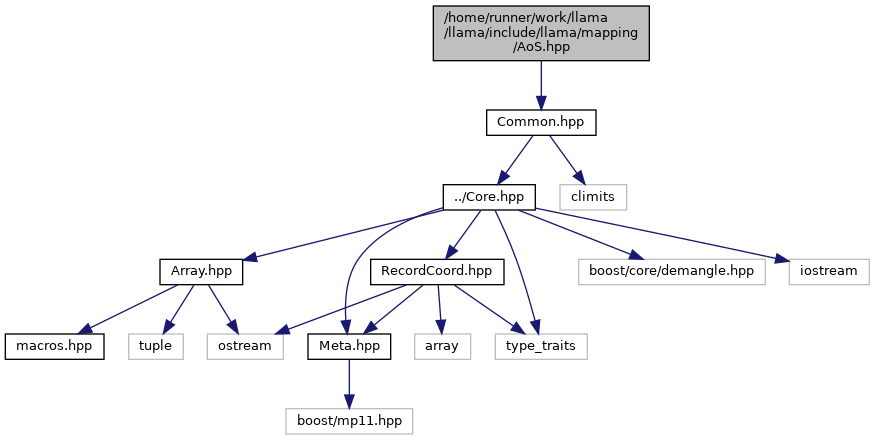 /home/runner/work/llama
/llama/include/llama/mapping
/AoS.hpp
Common.hpp
../Core.hpp
climits
Array.hpp
RecordCoord.hpp
boost/core/demangle.hpp
iostream
macros.hpp
tuple
ostream
Meta.hpp
array
type_traits
boost/mp11.hpp